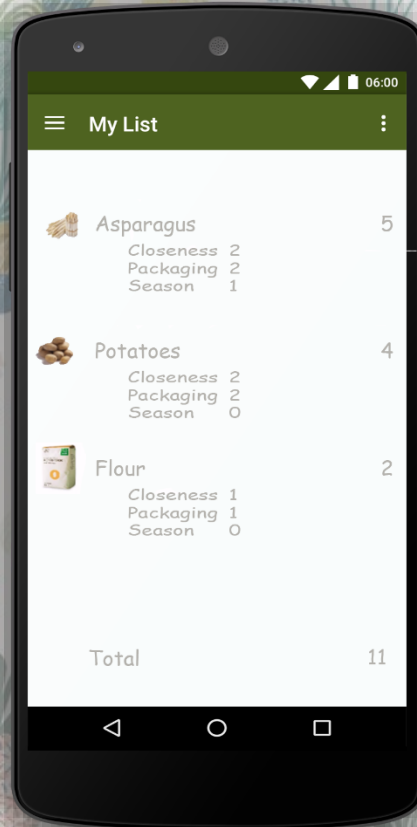 06:00
My List
Asparagus 5
Closeness 2
Packaging 2
Season 1
Potatoes 4
Closeness 2
Packaging 2
Season 0
Flour 2
Closeness 1
Packaging 1
Season 0
Total 11